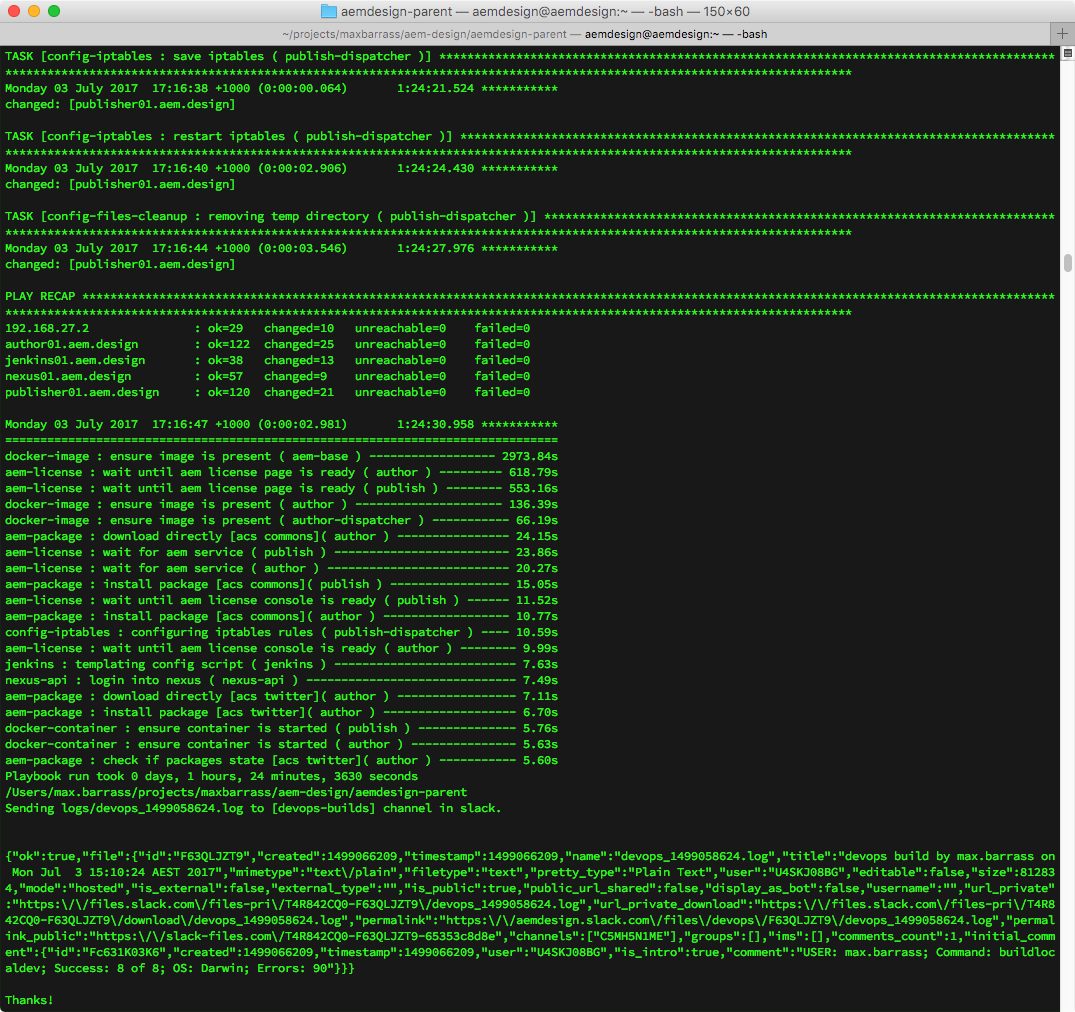 aemdesign-parent — aemdesign@aemdesign:~ — -bash — 150×60
~/projects/maxbarrass/aem-design/aemdesign-parent — aemdesign@aemdesign:~ — -bash
TASK [config-iptables : save iptables ( publish-dispatcher )] ****************************************************************************************
*************************************************************************************************************************
Monday 03 July 2017  17:16:38 +1000 (0:00:00.064)       1:24:21.524 ***********
changed: [publisher01.aem.design]
TASK [config-iptables : restart iptables ( publish-dispatcher )] *************************************************************************************
*************************************************************************************************************************
Monday 03 July 2017  17:16:40 +1000 (0:00:02.906)       1:24:24.430 ***********
changed: [publisher01.aem.design]
TASK [config-files-cleanup : removing temp directory ( publish-dispatcher )] *************************************************************************
*************************************************************************************************************************
Monday 03 July 2017  17:16:44 +1000 (0:00:03.546)       1:24:27.976 ***********
changed: [publisher01.aem.design]
PLAY RECAP *******************************************************************************************************************************************
*************************************************************************************************************************
192.168.27.2               : ok=29   changed=10   unreachable=0    failed=0
author01.aem.design        : ok=122  changed=25   unreachable=0    failed=0
jenkins01.aem.design       : ok=38   changed=13   unreachable=0    failed=0
nexus01.aem.design         : ok=57   changed=9    unreachable=0    failed=0
publisher01.aem.design     : ok=120  changed=21   unreachable=0    failed=0
Monday 03 July 2017  17:16:47 +1000 (0:00:02.981)       1:24:30.958 ***********
===============================================================================
docker-image : ensure image is present ( aem-base ) ------------------ 2973.84s
aem-license : wait until aem license page is ready ( author ) --------- 618.79s
aem-license : wait until aem license page is ready ( publish ) -------- 553.16s
docker-image : ensure image is present ( author ) --------------------- 136.39s
docker-image : ensure image is present ( author-dispatcher ) ----------- 66.19s
aem-package : download directly [acs commons]( author ) ---------------- 24.15s
aem-license : wait for aem service ( publish ) ------------------------- 23.86s
aem-license : wait for aem service ( author ) -------------------------- 20.27s
aem-package : install package [acs commons]( publish ) ----------------- 15.05s
aem-license : wait until aem license console is ready ( publish ) ------ 11.52s
aem-package : install package [acs commons]( author ) ------------------ 10.77s
config-iptables : configuring iptables rules ( publish-dispatcher ) ---- 10.59s
aem-license : wait until aem license console is ready ( author ) -------- 9.99s
jenkins : templating config script ( jenkins ) -------------------------- 7.63s
nexus-api : login into nexus ( nexus-api ) ------------------------------ 7.49s
aem-package : download directly [acs twitter]( author ) ----------------- 7.11s
aem-package : install package [acs twitter]( author ) ------------------- 6.70s
docker-container : ensure container is started ( publish ) -------------- 5.76s
docker-container : ensure container is started ( author ) --------------- 5.63s
aem-package : check if packages state [acs twitter]( author ) ----------- 5.60s
Playbook run took 0 days, 1 hours, 24 minutes, 3630 seconds
/Users/max.barrass/projects/maxbarrass/aem-design/aemdesign-parent
Sending logs/devops_1499058624.log to [devops-builds] channel in slack.
{"ok":true,"file":{"id":"F63QLJZT9","created":1499066209,"timestamp":1499066209,"name":"devops_1499058624.log","title":"devops build by max.barrass on
 Mon Jul  3 15:10:24 AEST 2017","mimetype":"text\/plain","filetype":"text","pretty_type":"Plain Text","user":"U4SKJ08BG","editable":false,"size":81283
4,"mode":"hosted","is_external":false,"external_type":"","is_public":true,"public_url_shared":false,"display_as_bot":false,"username":"","url_private"
:"https:\/\/files.slack.com\/files-pri\/T4R842CQ0-F63QLJZT9\/devops_1499058624.log","url_private_download":"https:\/\/files.slack.com\/files-pri\/T4R8
42CQ0-F63QLJZT9\/download\/devops_1499058624.log","permalink":"https:\/\/aemdesign.slack.com\/files\/devops\/F63QLJZT9\/devops_1499058624.log","permal
ink_public":"https:\/\/slack-files.com\/T4R842CQ0-F63QLJZT9-65353c8d8e","channels":["C5MH5N1ME"],"groups":[],"ims":[],"comments_count":1,"initial_comm
ent":{"id":"Fc631K03K6","created":1499066209,"timestamp":1499066209,"user":"U4SKJ08BG","is_intro":true,"comment":"USER: max.barrass; Command: buildloc
aldev; Success: 8 of 8; OS: Darwin; Errors: 90"}}}
Thanks!